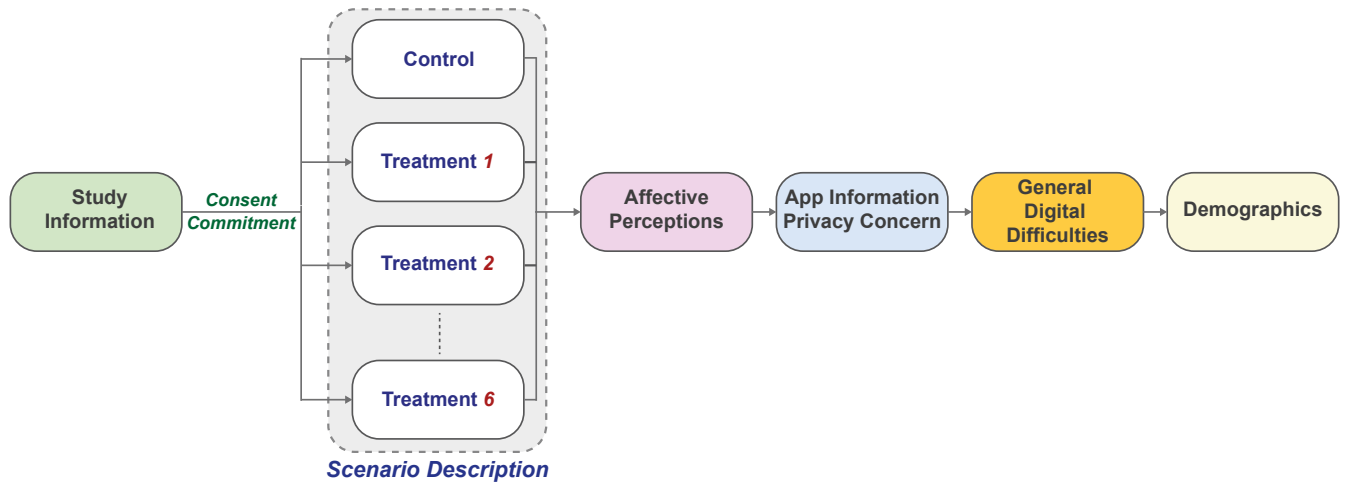 Study
Information
Consent
Commitment
Control
Treatment 1
Treatment 2
Treatment 6
Scenario Description
Affective
Perceptions
App Information
Privacy Concern
General
Digital
Difficulties
Demographics